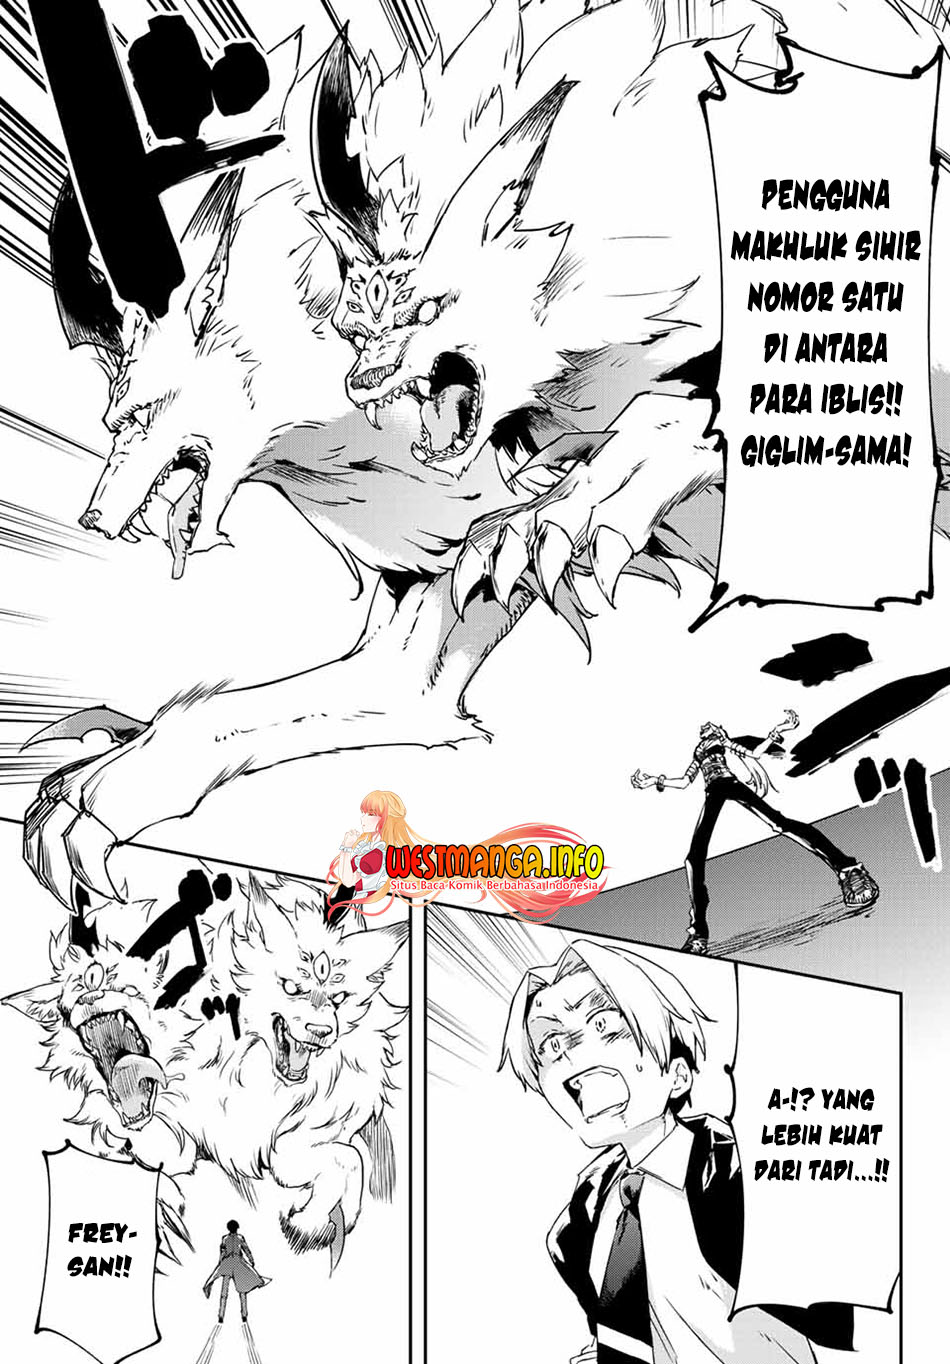 PENGGUNA
MAKHLUK SIHIR
NOMOR SATU
DI ANTARA
PARA IBLIS!!
GIGLIM-SAMA!
WESTMANGA.INFO
Situs Baca Komik Berbahasa Indonesia
A-!? YANG
LEBIH KUAT
DARI TADI...!!
FREY-
SAN!!